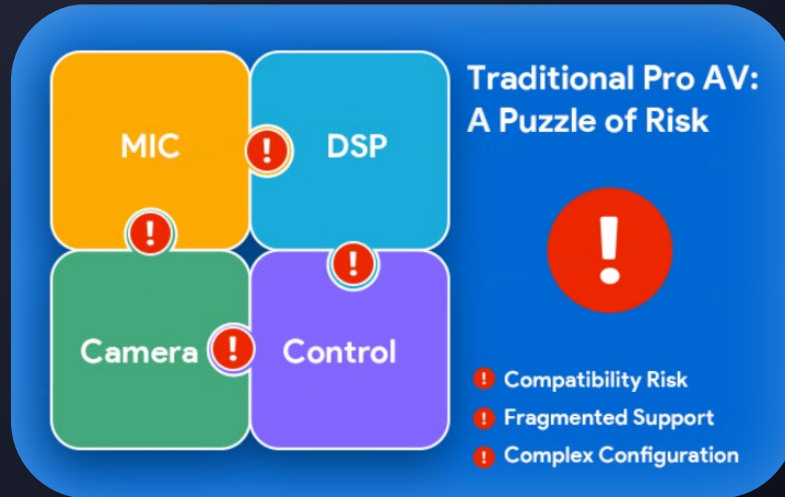 MIC
DSP
Camera
Control
Traditional Pro AV:
A Puzzle of Risk
Compatibility Risk
Fragmented Support
Complex Configuration